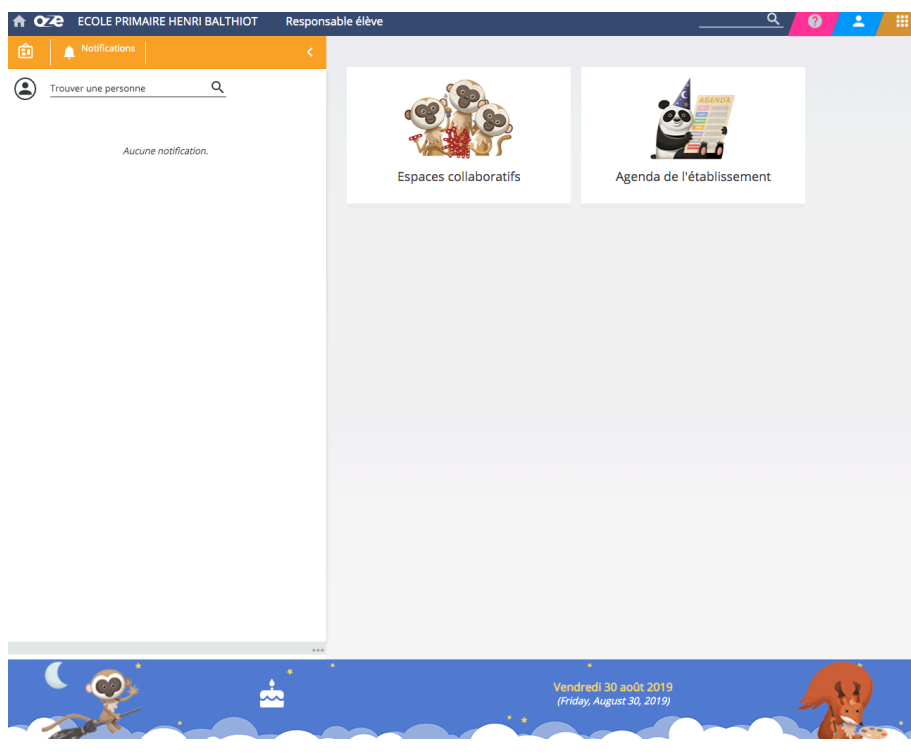 OZE ECOLE PRIMAIRE HENRI BALTHIOT Responsable élève
?
Notifications
Trouver une personne
Aucune notification.
AGENDA
Espaces collaboratifs
Agenda de l'établissement
Vendredi 30 août 2019
(Friday, August 30, 2019)